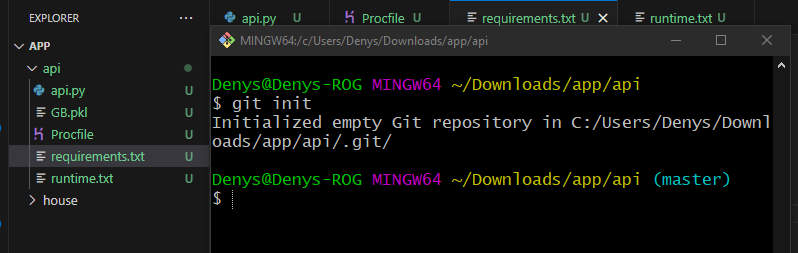 EXPLORER
api.py U
Procfile U
requirements.txt U
runtime.txt U
APP
api
api.py U
GB.pkl U
Procfile U
requirements.txt U
runtime.txt U
house
MINGW64:/c/Users/Denys/Downloads/app/api
Denys@Denys-ROG MINGW64 ~/Downloads/app/api
$ git init
Initialized empty Git repository in C:/Users/Denys/Downl
oads/app/api/.git/
Denys@Denys-ROG MINGW64 ~/Downloads/app/api (master)
$